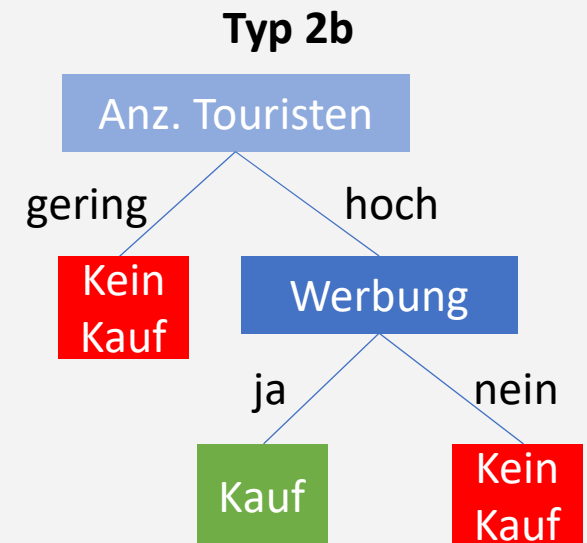 Typ 2b
Anz. Touristen
gering
hoch
Kein
Kauf
Werbung
ja
nein
Kauf
Kein
Kauf